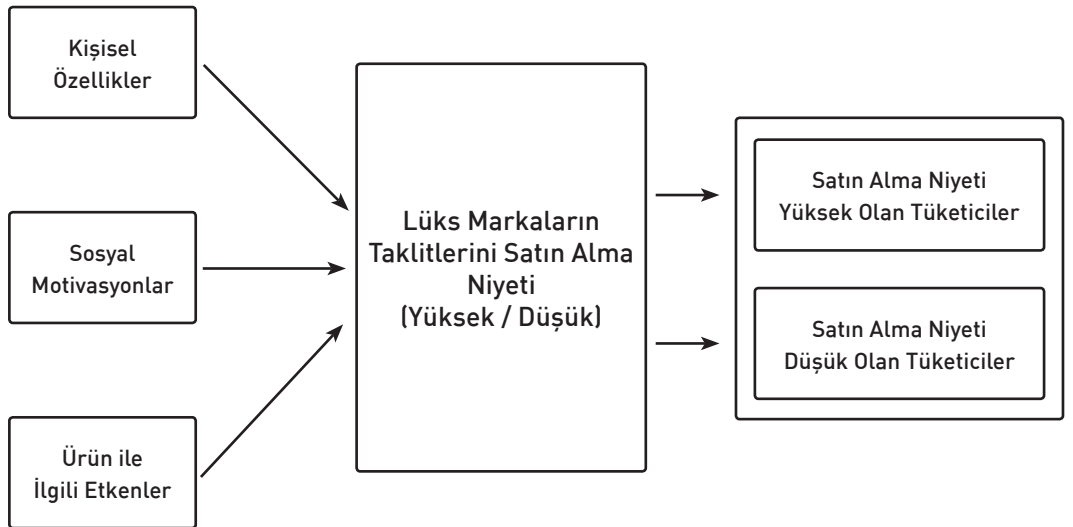 Kişisel
Özellikler
Sosyal
Motivasyonlar
Ürün ile
İlgili Etkenler
Lüks Markaların
Taklitlerini Satın Alma
Niyeti
(Yüksek / Düşük)
Satın Alma Niyeti
Yüksek Olan Tüketiciler
Satın Alma Niyeti
Düşük Olan Tüketiciler